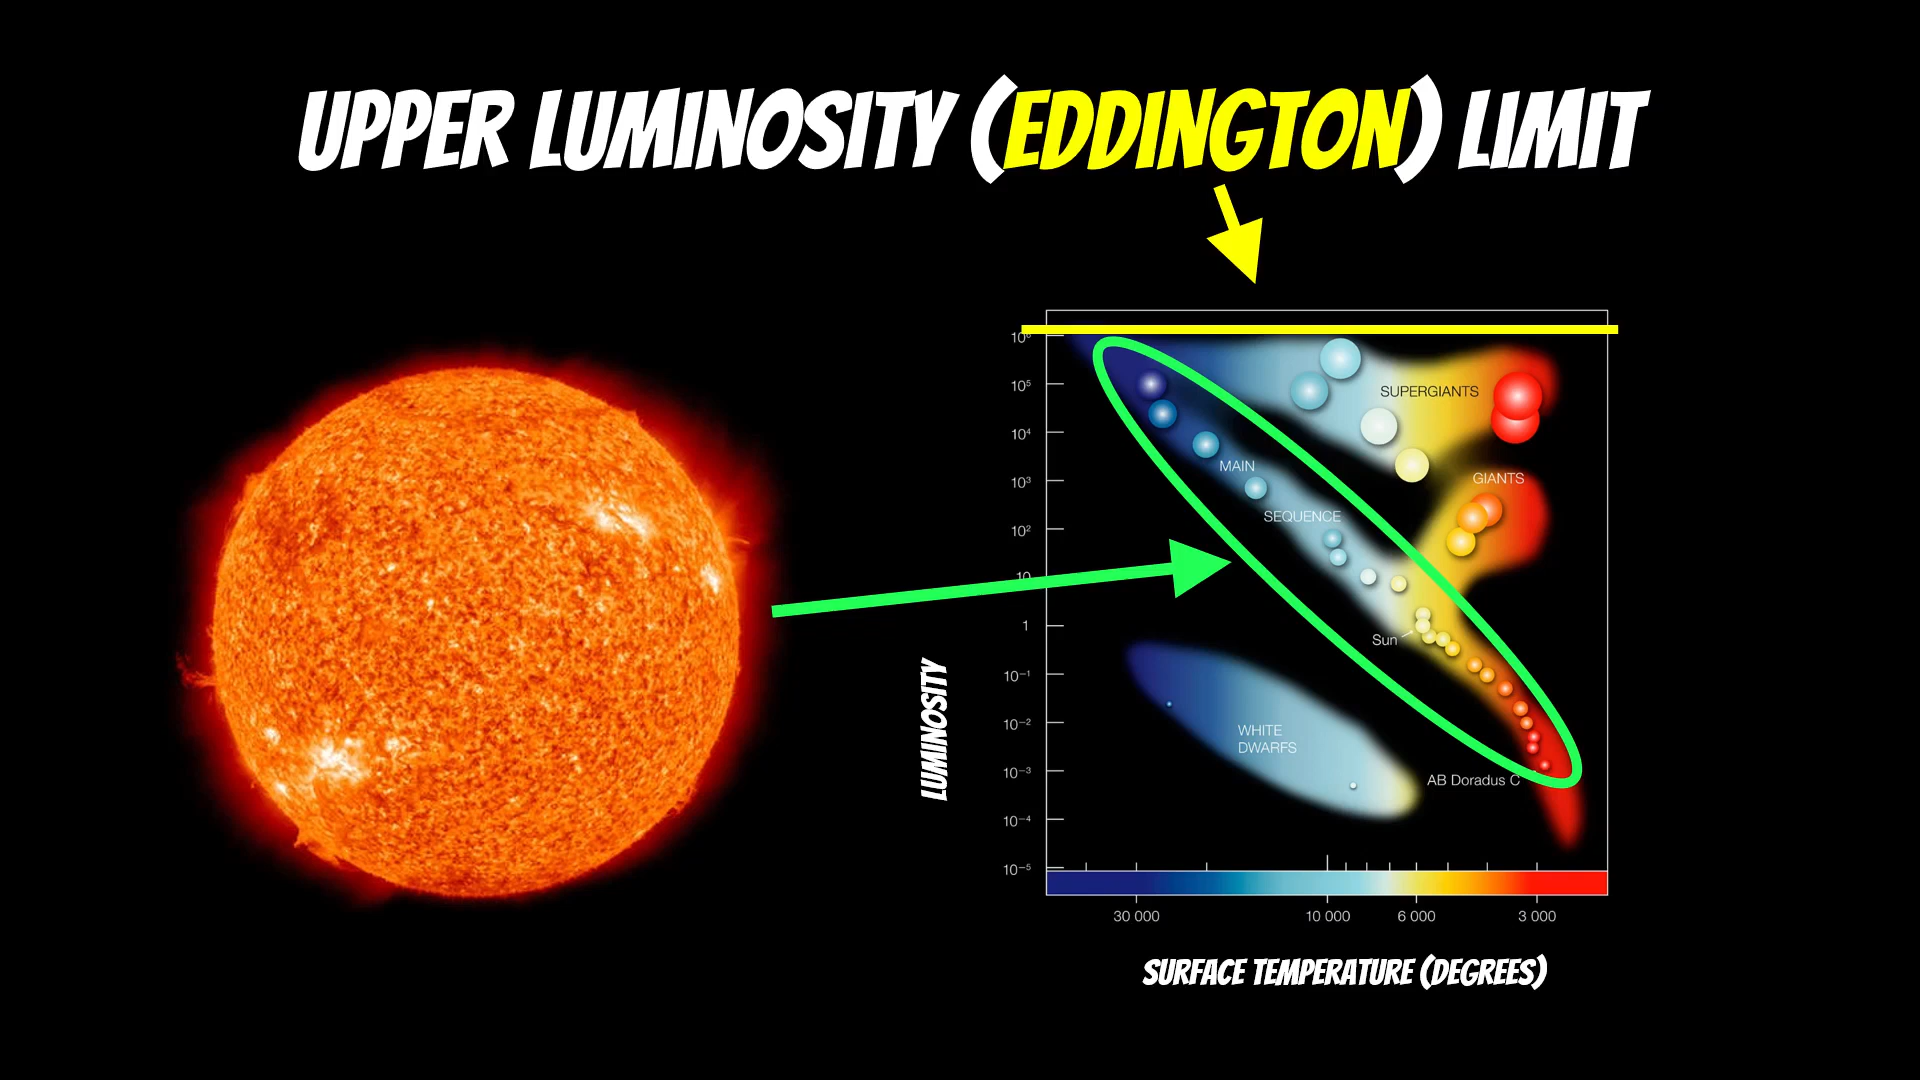 UPPER LUMINOSITY (EDDINGTON) LIMIT
10⁶
10⁵
10⁴
10³
10²
10
1
10⁻¹
10⁻²
10⁻³
10⁻⁴
10⁻⁵
LUMINOSITY
SUPERGIANTS
GIANTS
MAIN
SEQUENCE
Sun
WHITE
DWARFS
AB Doradus C
30 000
10 000
6 000
3 000
SURFACE TEMPERATURE (DEGREES)